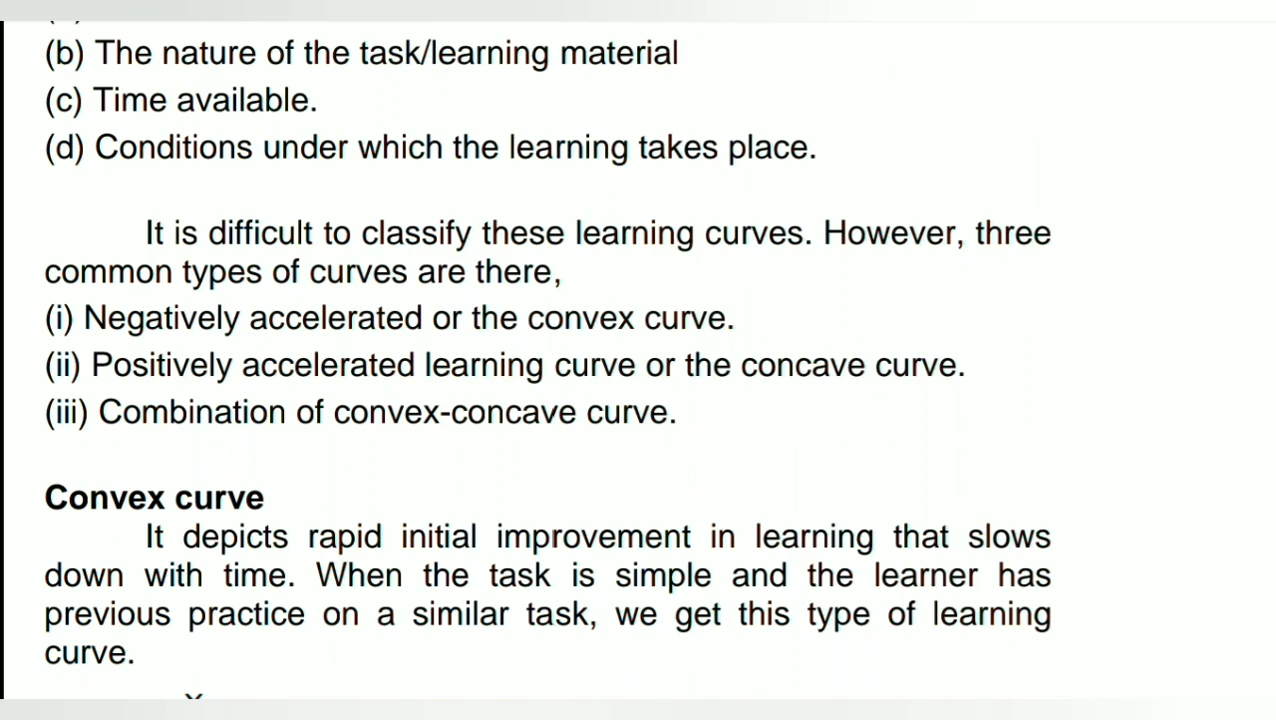 (b) The nature of the task/learning material
(c) Time available.
(d) Conditions under which the learning takes place.
It is difficult to classify these learning curves. However, three
common types of curves are there,
(i) Negatively accelerated or the convex curve.
(ii) Positively accelerated learning curve or the concave curve.
(iii) Combination of convex-concave curve.
Convex curve
It depicts rapid initial improvement in learning that slows
down with time. When the task is simple and the learner has
previous practice on a similar task, we get this type of learning
curve.